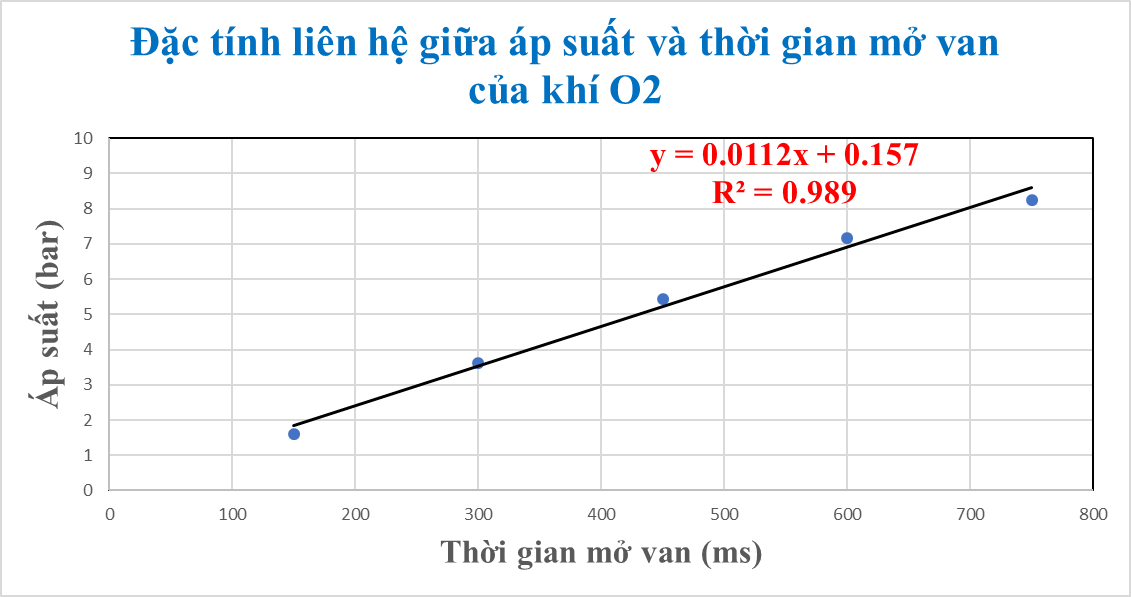 Đặc tính liên hệ giữa áp suất và thời gian mở van
của khí O2
y = 0.0112x + 0.157
R² = 0.989
Áp suất (bar)
10
9
8
7
6
5
4
3
2
1
0
0 100 200 300 400 500 600 700 800
Thời gian mở van (ms)